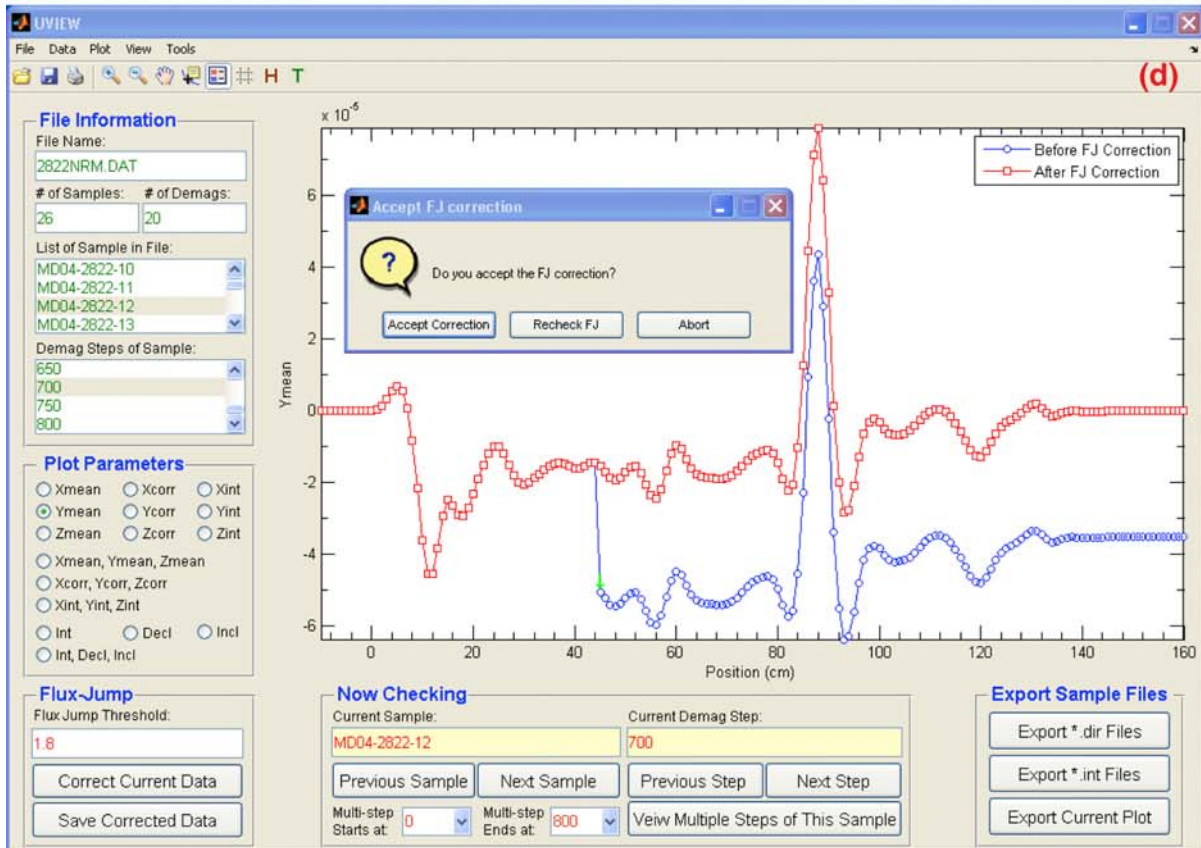 UVIEW
File Data Plot View Tools
H T
(d)
File Information
File Name:
2822NRM.DAT
# of Samples: # of Demags:
26 20
List of Sample in File:
MD04-2822-10
MD04-2822-11
MD04-2822-12
MD04-2822-13
Demag Steps of Sample:
650
700
750
800
Plot Parameters
Xmean Xcorr Xint
Ymean Ycorr Yint
Zmean Zcorr Zint
Xmean, Ymean, Zmean
Xcorr, Ycorr, Zcorr
Xint, Yint, Zint
Int Decl Incl
Int, Decl, Incl
Flux-Jump
Flux Jump Threshold:
1.8
Correct Current Data
Save Corrected Data
x 10⁻⁵
6
4
2
0
-2
-4
-6
Ymean
0 20 40 60 80 100 120 140 160
Position (cm)
Before FJ Correction
After FJ Correction
Accept FJ correction
?
Do you accept the FJ correction?
Accept Correction Recheck FJ Abort
Now Checking
Current Sample: Current Demag Step:
MD04-2822-12 700
Previous Sample Next Sample Previous Step Next Step
Multi-step Starts at: 0 Multi-step Ends at: 800 Veiw Multiple Steps of This Sample
Export Sample Files
Export *.dir Files
Export *.int Files
Export Current Plot